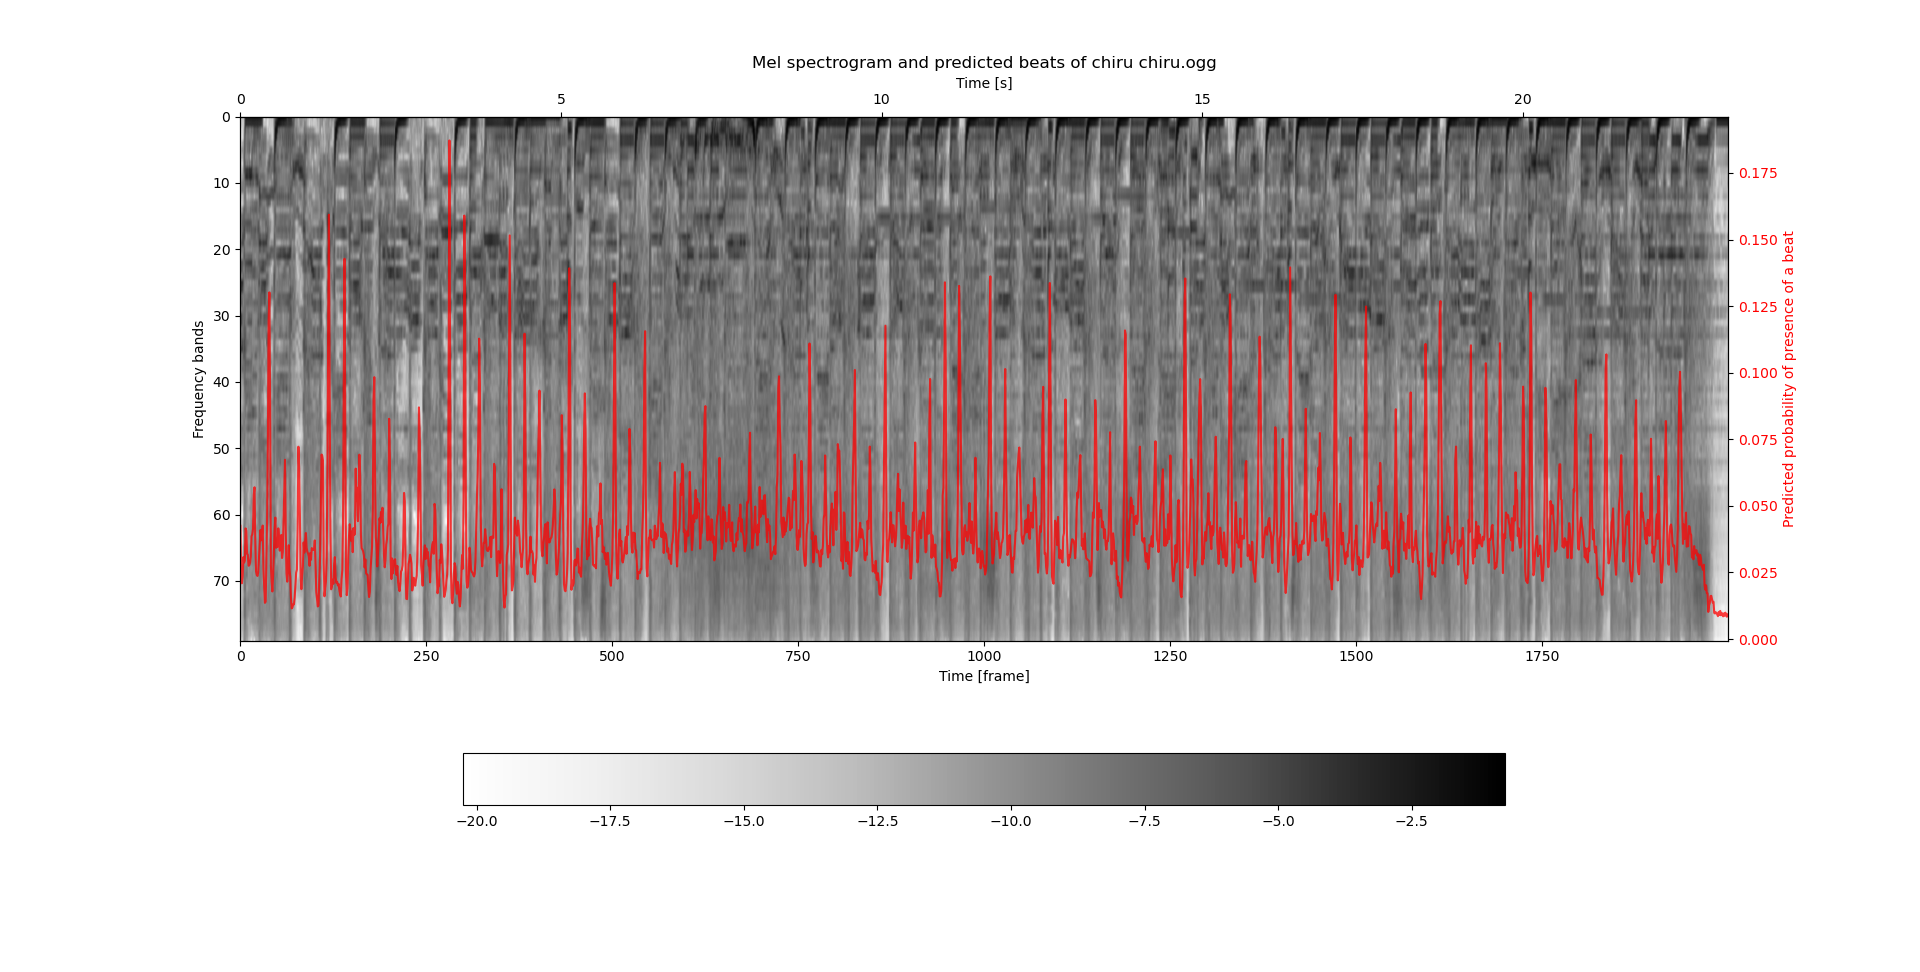 Mel spectrogram and predicted beats of chiru chiru.ogg
Time [s]
0 5 10 15 20
0
10
20
30
40
50
60
70
Frequency bands
0.175
0.150
0.125
0.100
0.075
0.050
0.025
0.000
Predicted probability of presence of a beat
0 250 500 750 1000 1250 1500 1750
Time [frame]
−20.0 −17.5 −15.0 −12.5 −10.0 −7.5 −5.0 −2.5